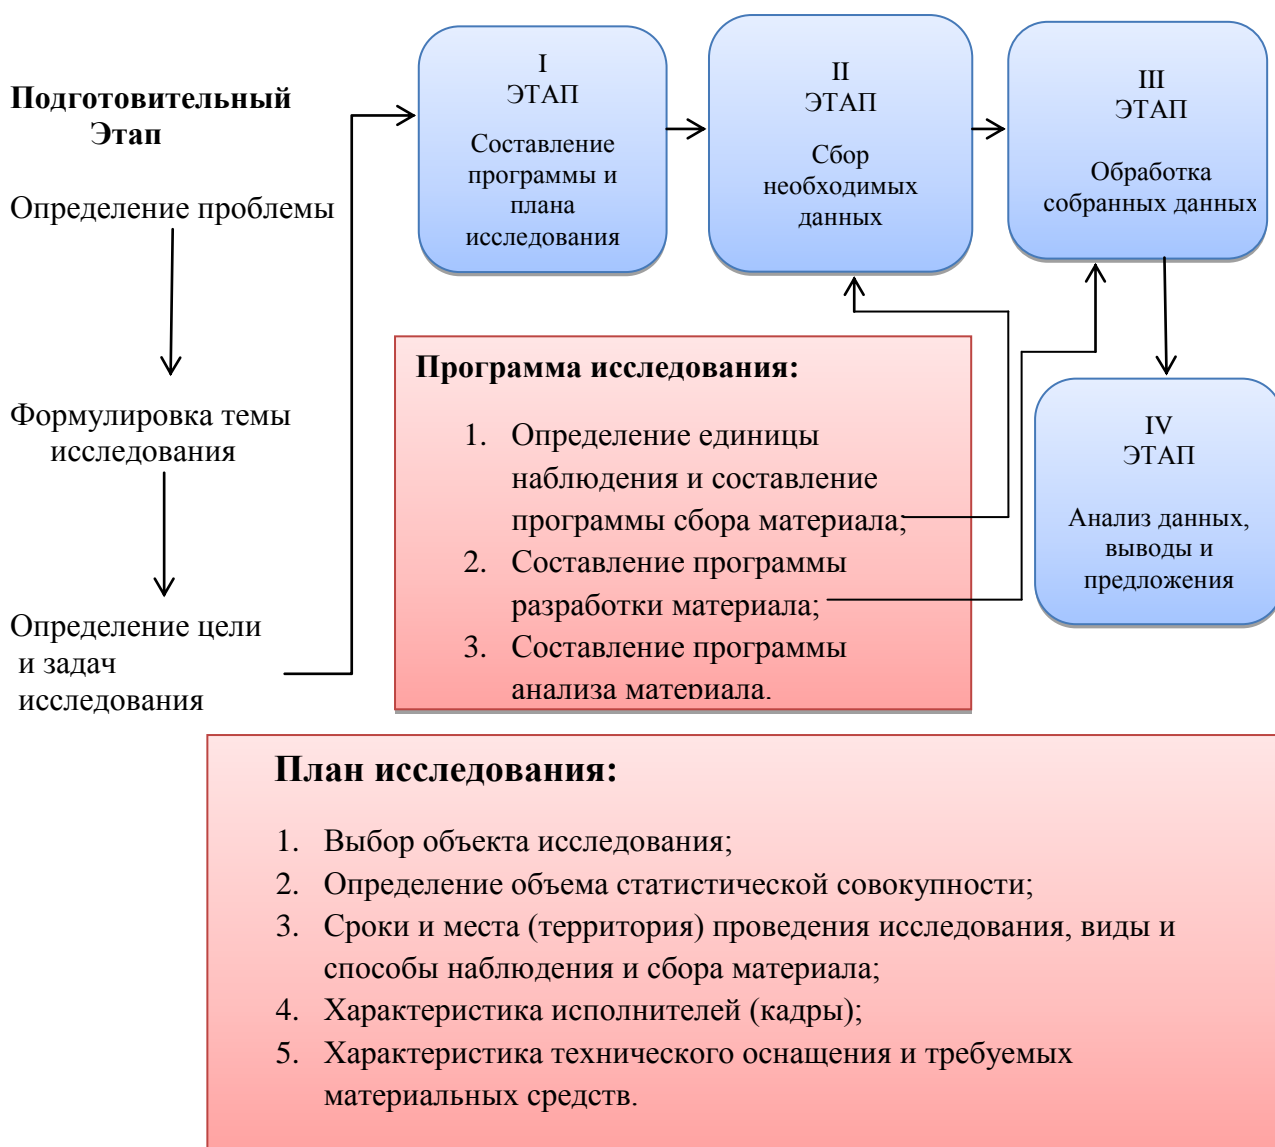 Подготовительный
Этап
Определение проблемы
Формулировка темы
исследования
Определение цели
и задач
исследования
I
ЭТАП
Составление
программы и
плана
исследования
II
ЭТАП
Сбор
необходимых
данных
III
ЭТАП
Обработка
собранных данных
IV
ЭТАП
Анализ данных,
выводы и
предложения
Программа исследования:
1. Определение единицы
наблюдения и составление
программы сбора материала;
2. Составление программы
разработки материала;
3. Составление программы
анализа материала.
План исследования:
1. Выбор объекта исследования;
2. Определение объема статистической совокупности;
3. Сроки и места (территория) проведения исследования, виды и
способы наблюдения и сбора материала;
4. Характеристика исполнителей (кадры);
5. Характеристика технического оснащения и требуемых
материальных средств.